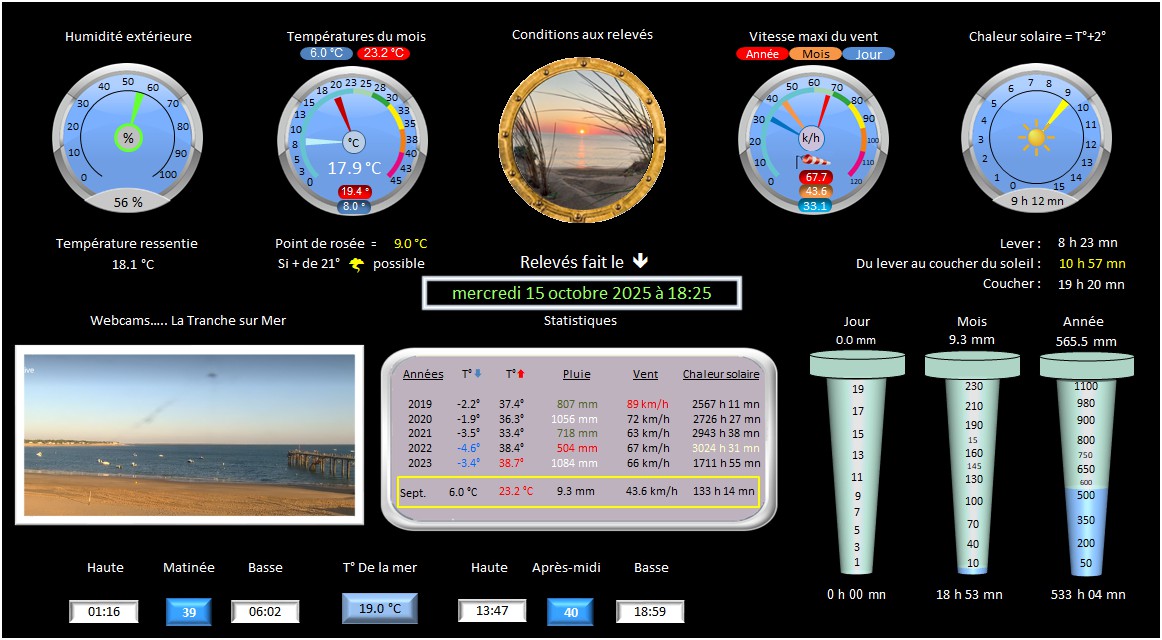 Humidité extérieure
Températures du mois
Conditions aux relevés
Vitesse maxi du vent
Chaleur solaire = T°+2°
6.0 °C 23.2 °C
Année Mois Jour
0 10 20 30 40 50 60 70 80 90 100
%
56 %
0 3 5 8 10 13 15 18 20 23 25 28 30 33 35 38 40 43 45
°C
17.9 °C
19.4 °
8.0 °
0 10 20 30 40 50 60 70 80 90 100 110 120
k/h
67.7
43.6
33.1
0 1 2 3 4 5 6 7 8 9 10 11 12 13 14 15
9 h 12 mn
Température ressentie
18.1 °C
Point de rosée = 9.0 °C
Si + de 21° possible
Relevés fait le
mercredi 15 octobre 2025 à 18:25
Lever : 8 h 23 mn
Du lever au coucher du soleil : 10 h 57 mn
Coucher : 19 h 20 mn
Webcams..... La Tranche sur Mer
ive
Statistiques
Années T° T° Pluie Vent Chaleur solaire
2019 -2.2° 37.4° 807 mm 89 km/h 2567 h 11 mn
2020 -1.9° 36.3° 1056 mm 72 km/h 2726 h 27 mn
2021 -3.5° 33.4° 718 mm 63 km/h 2943 h 38 mn
2022 -4.6° 38.4° 504 mm 67 km/h 3024 h 31 mn
2023 -3.4° 38.7° 1084 mm 66 km/h 1711 h 55 mn
Sept. 6.0 °C 23.2 °C 9.3 mm 43.6 km/h 133 h 14 mn
Jour
0.0 mm
19
17
15
13
11
9
7
5
3
1
0 h 00 mn
Mois
9.3 mm
230
210
190
15
160
145
130
100
70
40
10
18 h 53 mn
Année
565.5 mm
1100
980
900
800
750
650
600
500
350
200
50
533 h 04 mn
Haute Matinée Basse
01:16 39 06:02
T° De la mer
19.0 °C
Haute Après-midi Basse
13:47 40 18:59